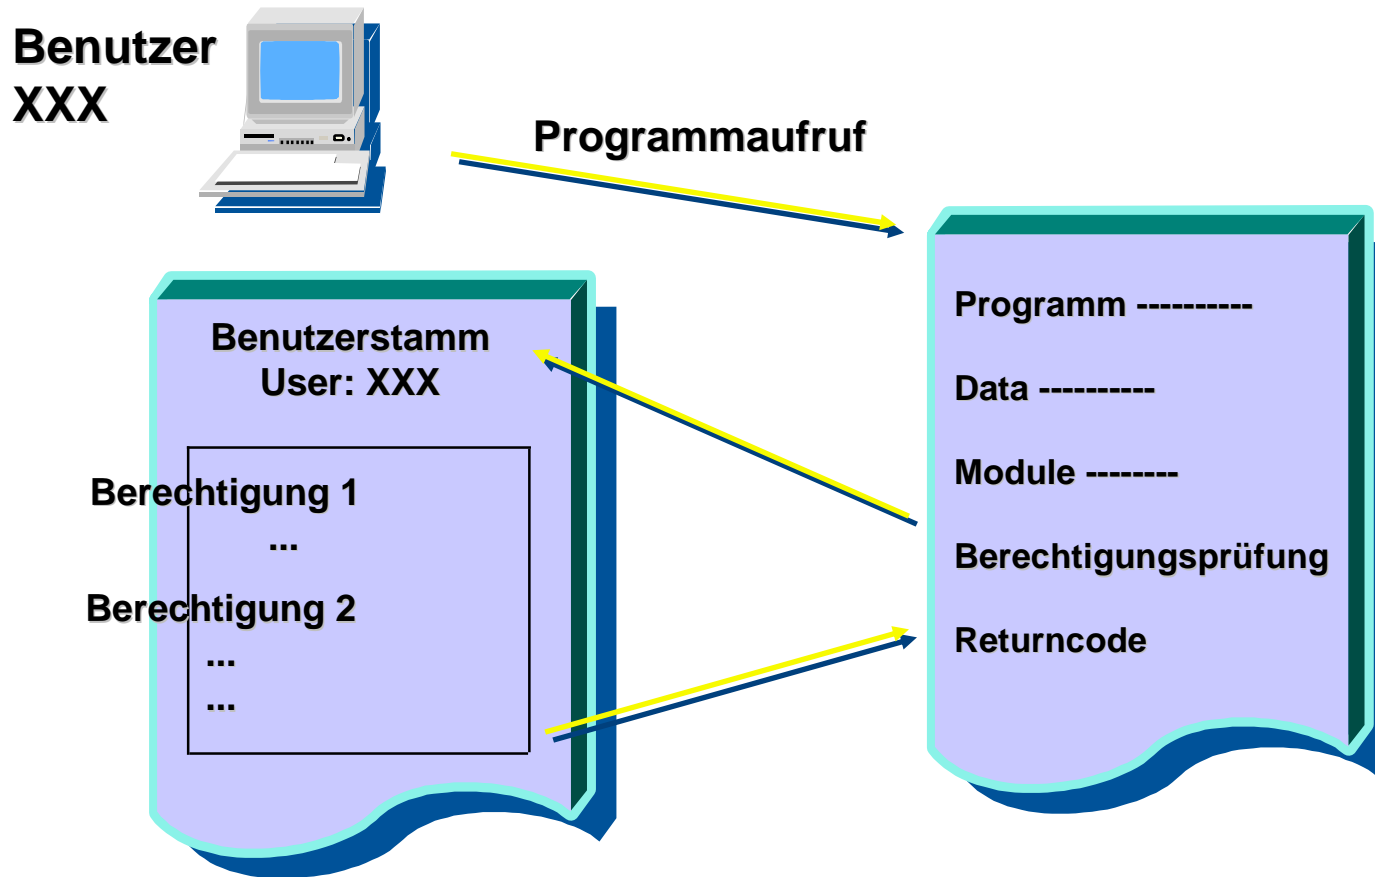 Benutzer
XXX
Programmaufruf
Benutzerstamm
User: XXX
Berechtigung 1
...
Berechtigung 2
...
...
Programm ----------
Data ----------
Module --------
Berechtigungsprüfung
Returncode